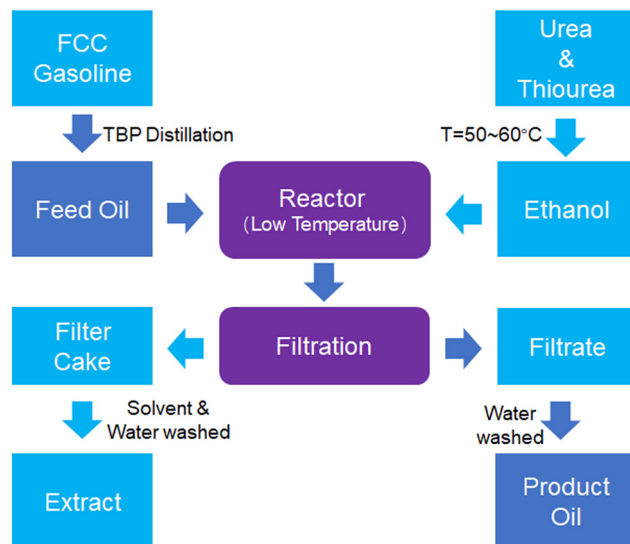 FCC
Gasoline
Urea
&
Thiourea
TBP Distillation
T=50~60°C
Feed Oil
Reactor
（Low Temperature）
Ethanol
Filter
Cake
Filtration
Filtrate
Solvent &
Water washed
Water
washed
Extract
Product
Oil